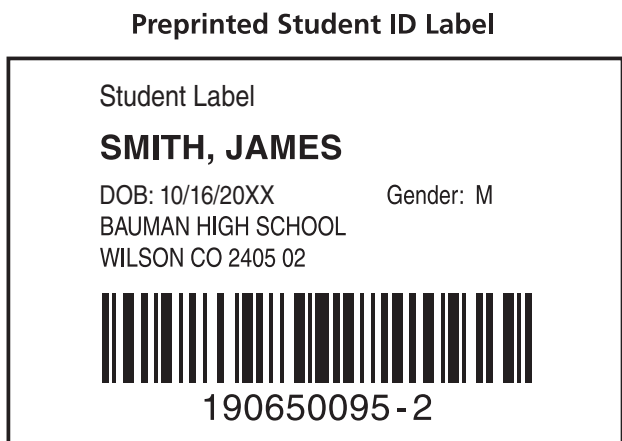 Preprinted Student ID Label
Student Label
SMITH, JAMES
DOB: 10/16/20XX Gender: M
BAUMAN HIGH SCHOOL
WILSON CO 2405 02
190650095-2